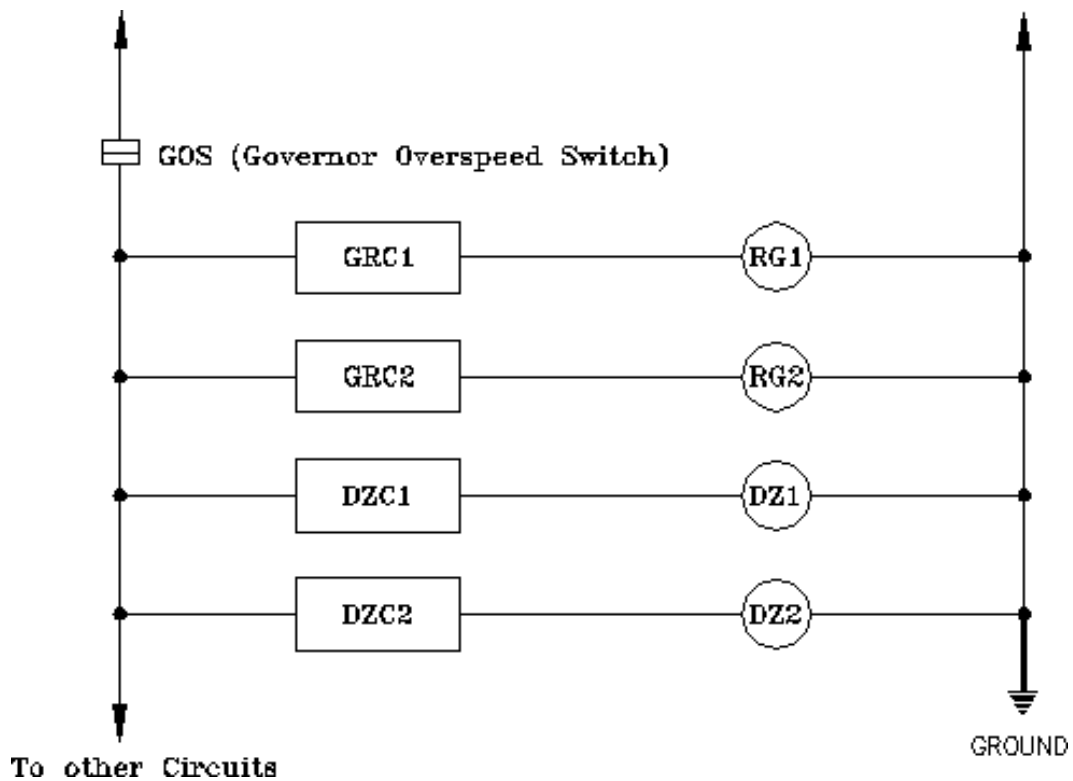 GOS (Governor Overspeed Switch)
GRC1
RG1
GRC2
RG2
DZC1
DZ1
DZC2
DZ2
GROUND
To other Circuits